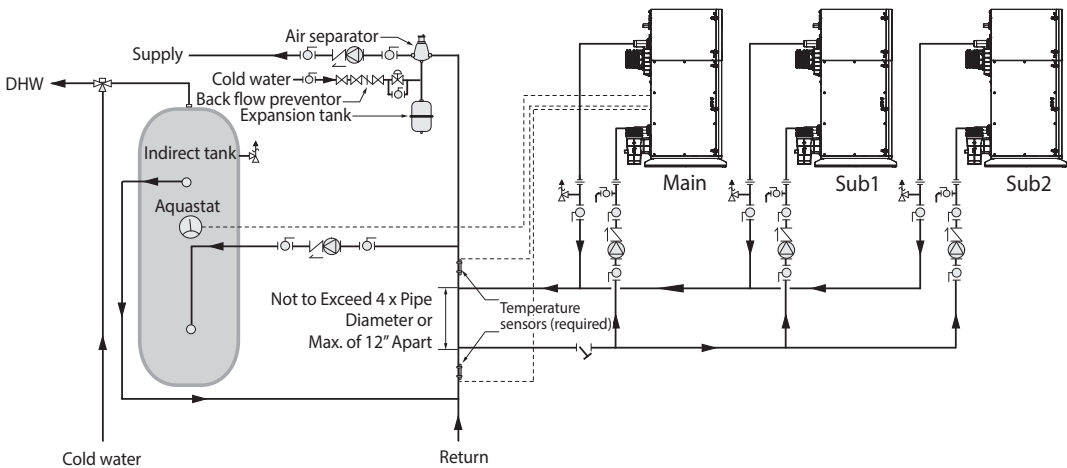 Air separator
Supply
Cold water
DHW
Back flow preventor
Expansion tank
Indirect tank
Main
Sub1
Sub2
Aquastat
Not to Exceed 4 x Pipe
Diameter or
Max. of 12” Apart
Temperature
sensors (required)
Cold water
Return